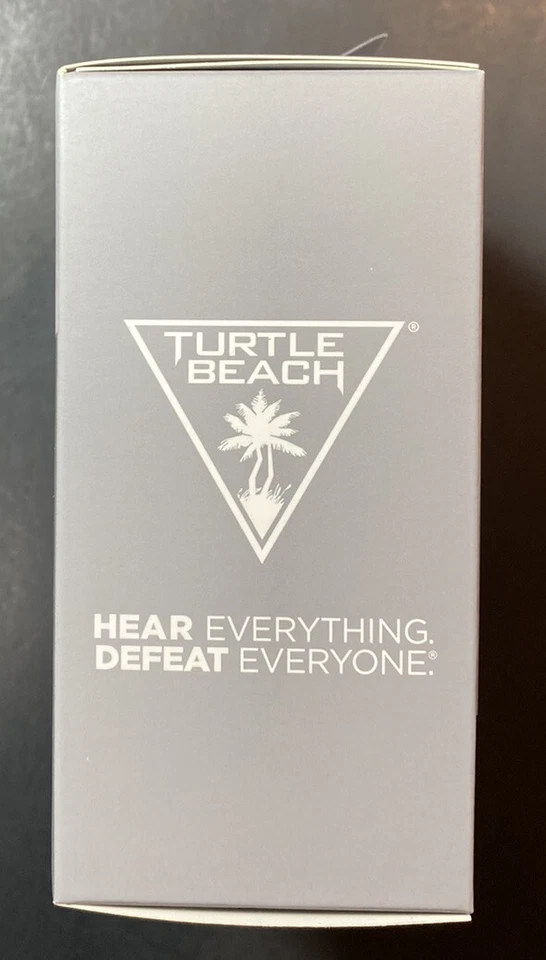 TURTLE
BEACH®
HEAR EVERYTHING.
DEFEAT EVERYONE.®